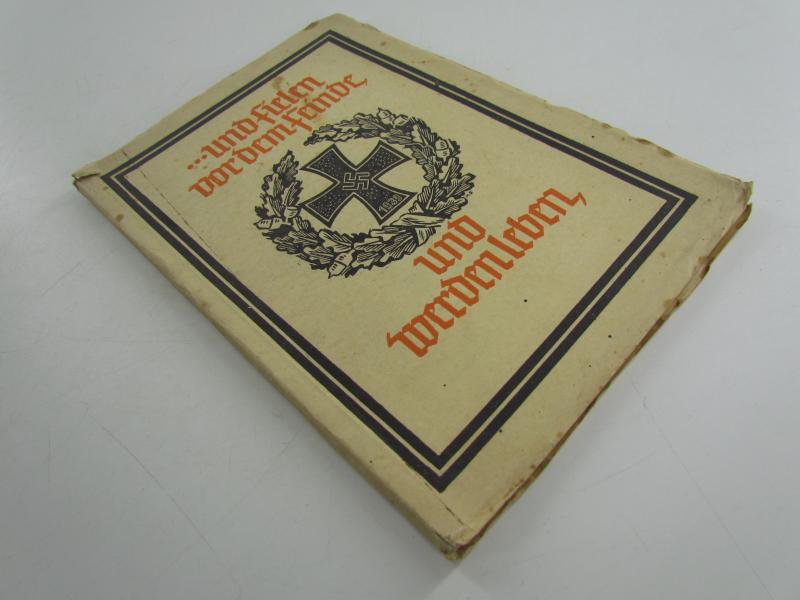 ...und fielen
vor dem Feinde,
1939
und
werden leben,